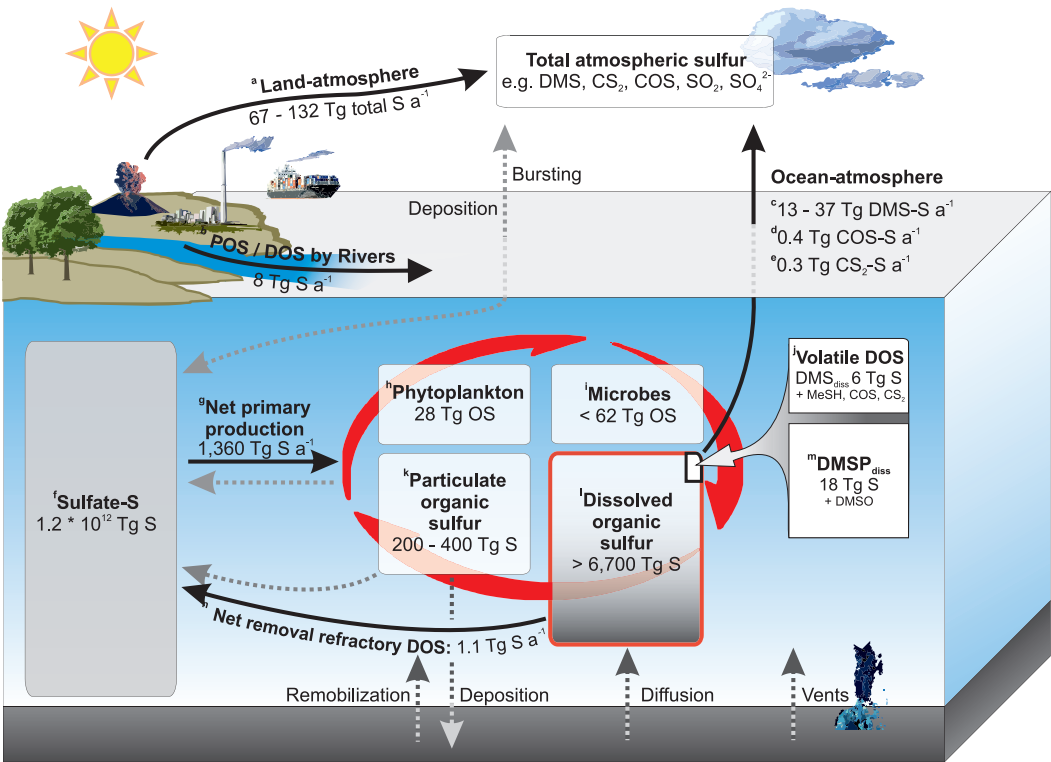 Total atmospheric sulfur
e.g. DMS, CS₂, COS, SO₂, SO₄²⁻
ᵃ Land-atmosphere
67 - 132 Tg total S a⁻¹
Bursting
Deposition
Ocean-atmosphere
ᶜ13 - 37 Tg DMS-S a⁻¹
ᵈ0.4 Tg COS-S a⁻¹
ᵉ0.3 Tg CS₂-S a⁻¹
ᵇ POS / DOS by Rivers
8 Tg S a⁻¹
ᶠSulfate-S
1.2 * 10¹² Tg S
ᵍNet primary
production
1,360 Tg S a⁻¹
ʰPhytoplankton
28 Tg OS
ⁱMicrobes
< 62 Tg OS
ʲVolatile DOS
DMS_diss 6 Tg S
+ MeSH, COS, CS₂
ᵏParticulate
organic
sulfur
200 - 400 Tg S
ˡDissolved
organic
sulfur
> 6,700 Tg S
ᵐDMSP_diss
18 Tg S
+ DMSO
ⁿ Net removal refractory DOS: 1.1 Tg S a⁻¹
Remobilization
Deposition
Diffusion
Vents